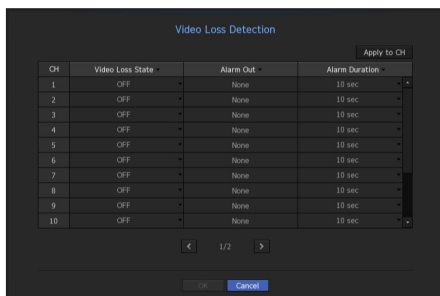 Video Loss Detection
Apply to CH
CH Video Loss State Alarm Out Alarm Duration
1 OFF None 10 sec
2 OFF None 10 sec
3 OFF None 10 sec
4 OFF None 10 sec
5 OFF None 10 sec
6 OFF None 10 sec
7 OFF None 10 sec
8 OFF None 10 sec
9 OFF None 10 sec
10 OFF None 10 sec
< 1/2 >
OK Cancel